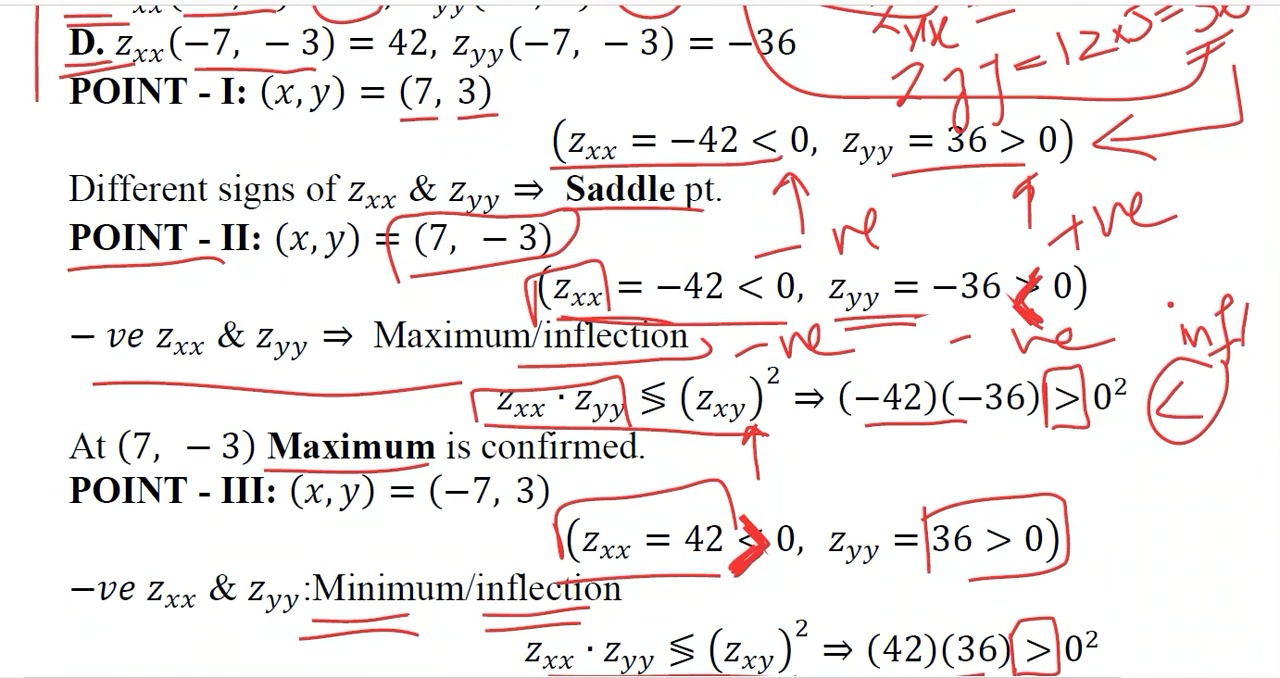 D. z_xx(−7, − 3) = 42, z_yy(−7, − 3) = −36
z_yx =
z_yy = 12×3 = 36
POINT - I: (x, y) = (7, 3)
(z_xx = −42 < 0, z_yy = 36 > 0)
Different signs of z_xx & z_yy ⇒ Saddle pt.
− ve
+ve
POINT - II: (x, y) = (7, − 3)
(z_xx = −42 < 0, z_yy = −36 < 0)
− ve z_xx & z_yy ⇒ Maximum/inflection
−ve
− ve
infl
z_xx · z_yy ⋚ (z_xy)² ⇒ (−42)(−36) > 0²
<
At (7, − 3) Maximum is confirmed.
POINT - III: (x, y) = (−7, 3)
(z_xx = 42 > 0, z_yy = 36 > 0)
−ve z_xx & z_yy:Minimum/inflection
z_xx · z_yy ⋚ (z_xy)² ⇒ (42)(36) > 0²